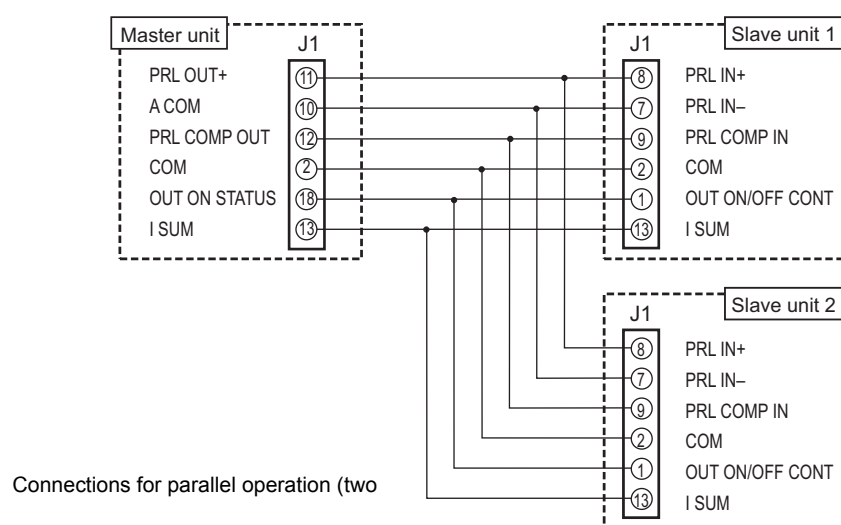 Master unit
J1
PRL OUT+ 11
A COM 10
PRL COMP OUT 12
COM 2
OUT ON STATUS 18
I SUM 13
Slave unit 1
J1
8 PRL IN+
7 PRL IN–
9 PRL COMP IN
2 COM
1 OUT ON/OFF CONT
13 I SUM
Slave unit 2
J1
8 PRL IN+
7 PRL IN–
9 PRL COMP IN
2 COM
1 OUT ON/OFF CONT
13 I SUM
Connections for parallel operation (two